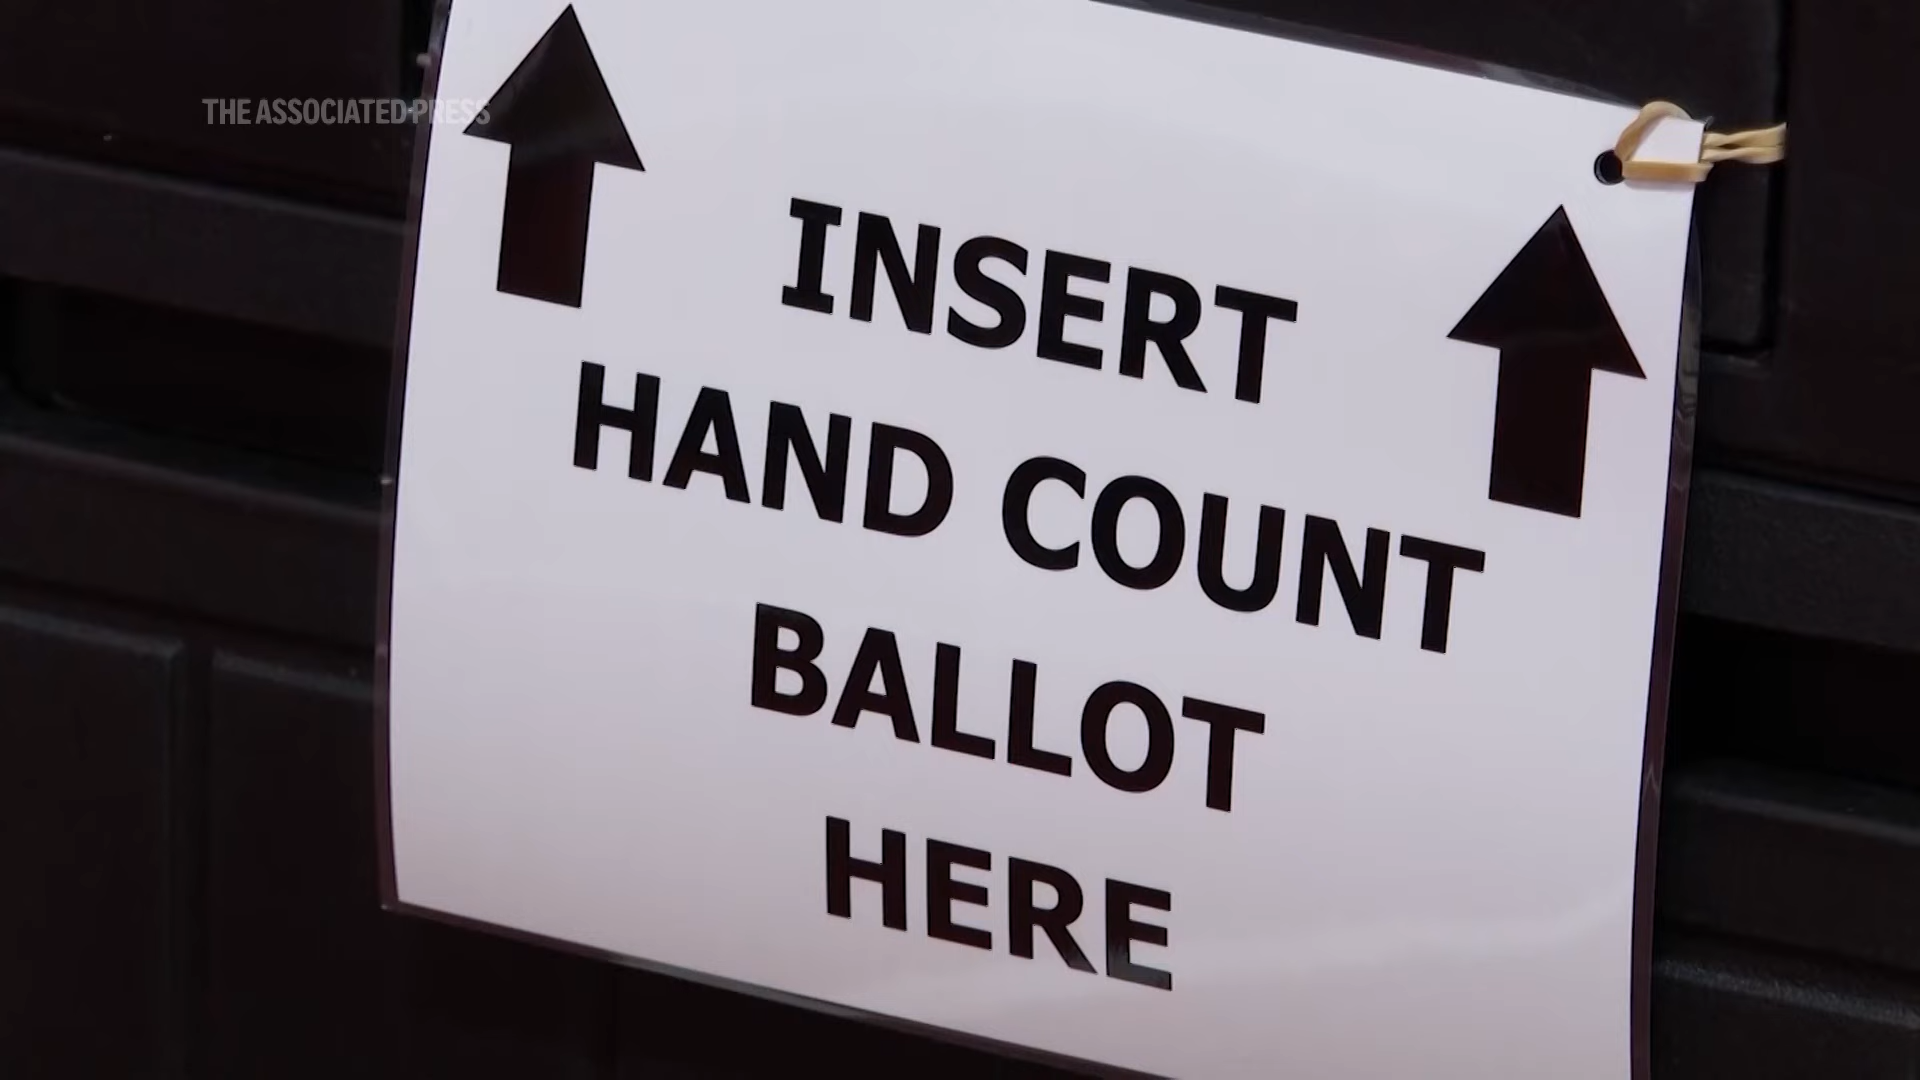 THE ASSOCIATED PRESS
INSERT
HAND COUNT
BALLOT
HERE